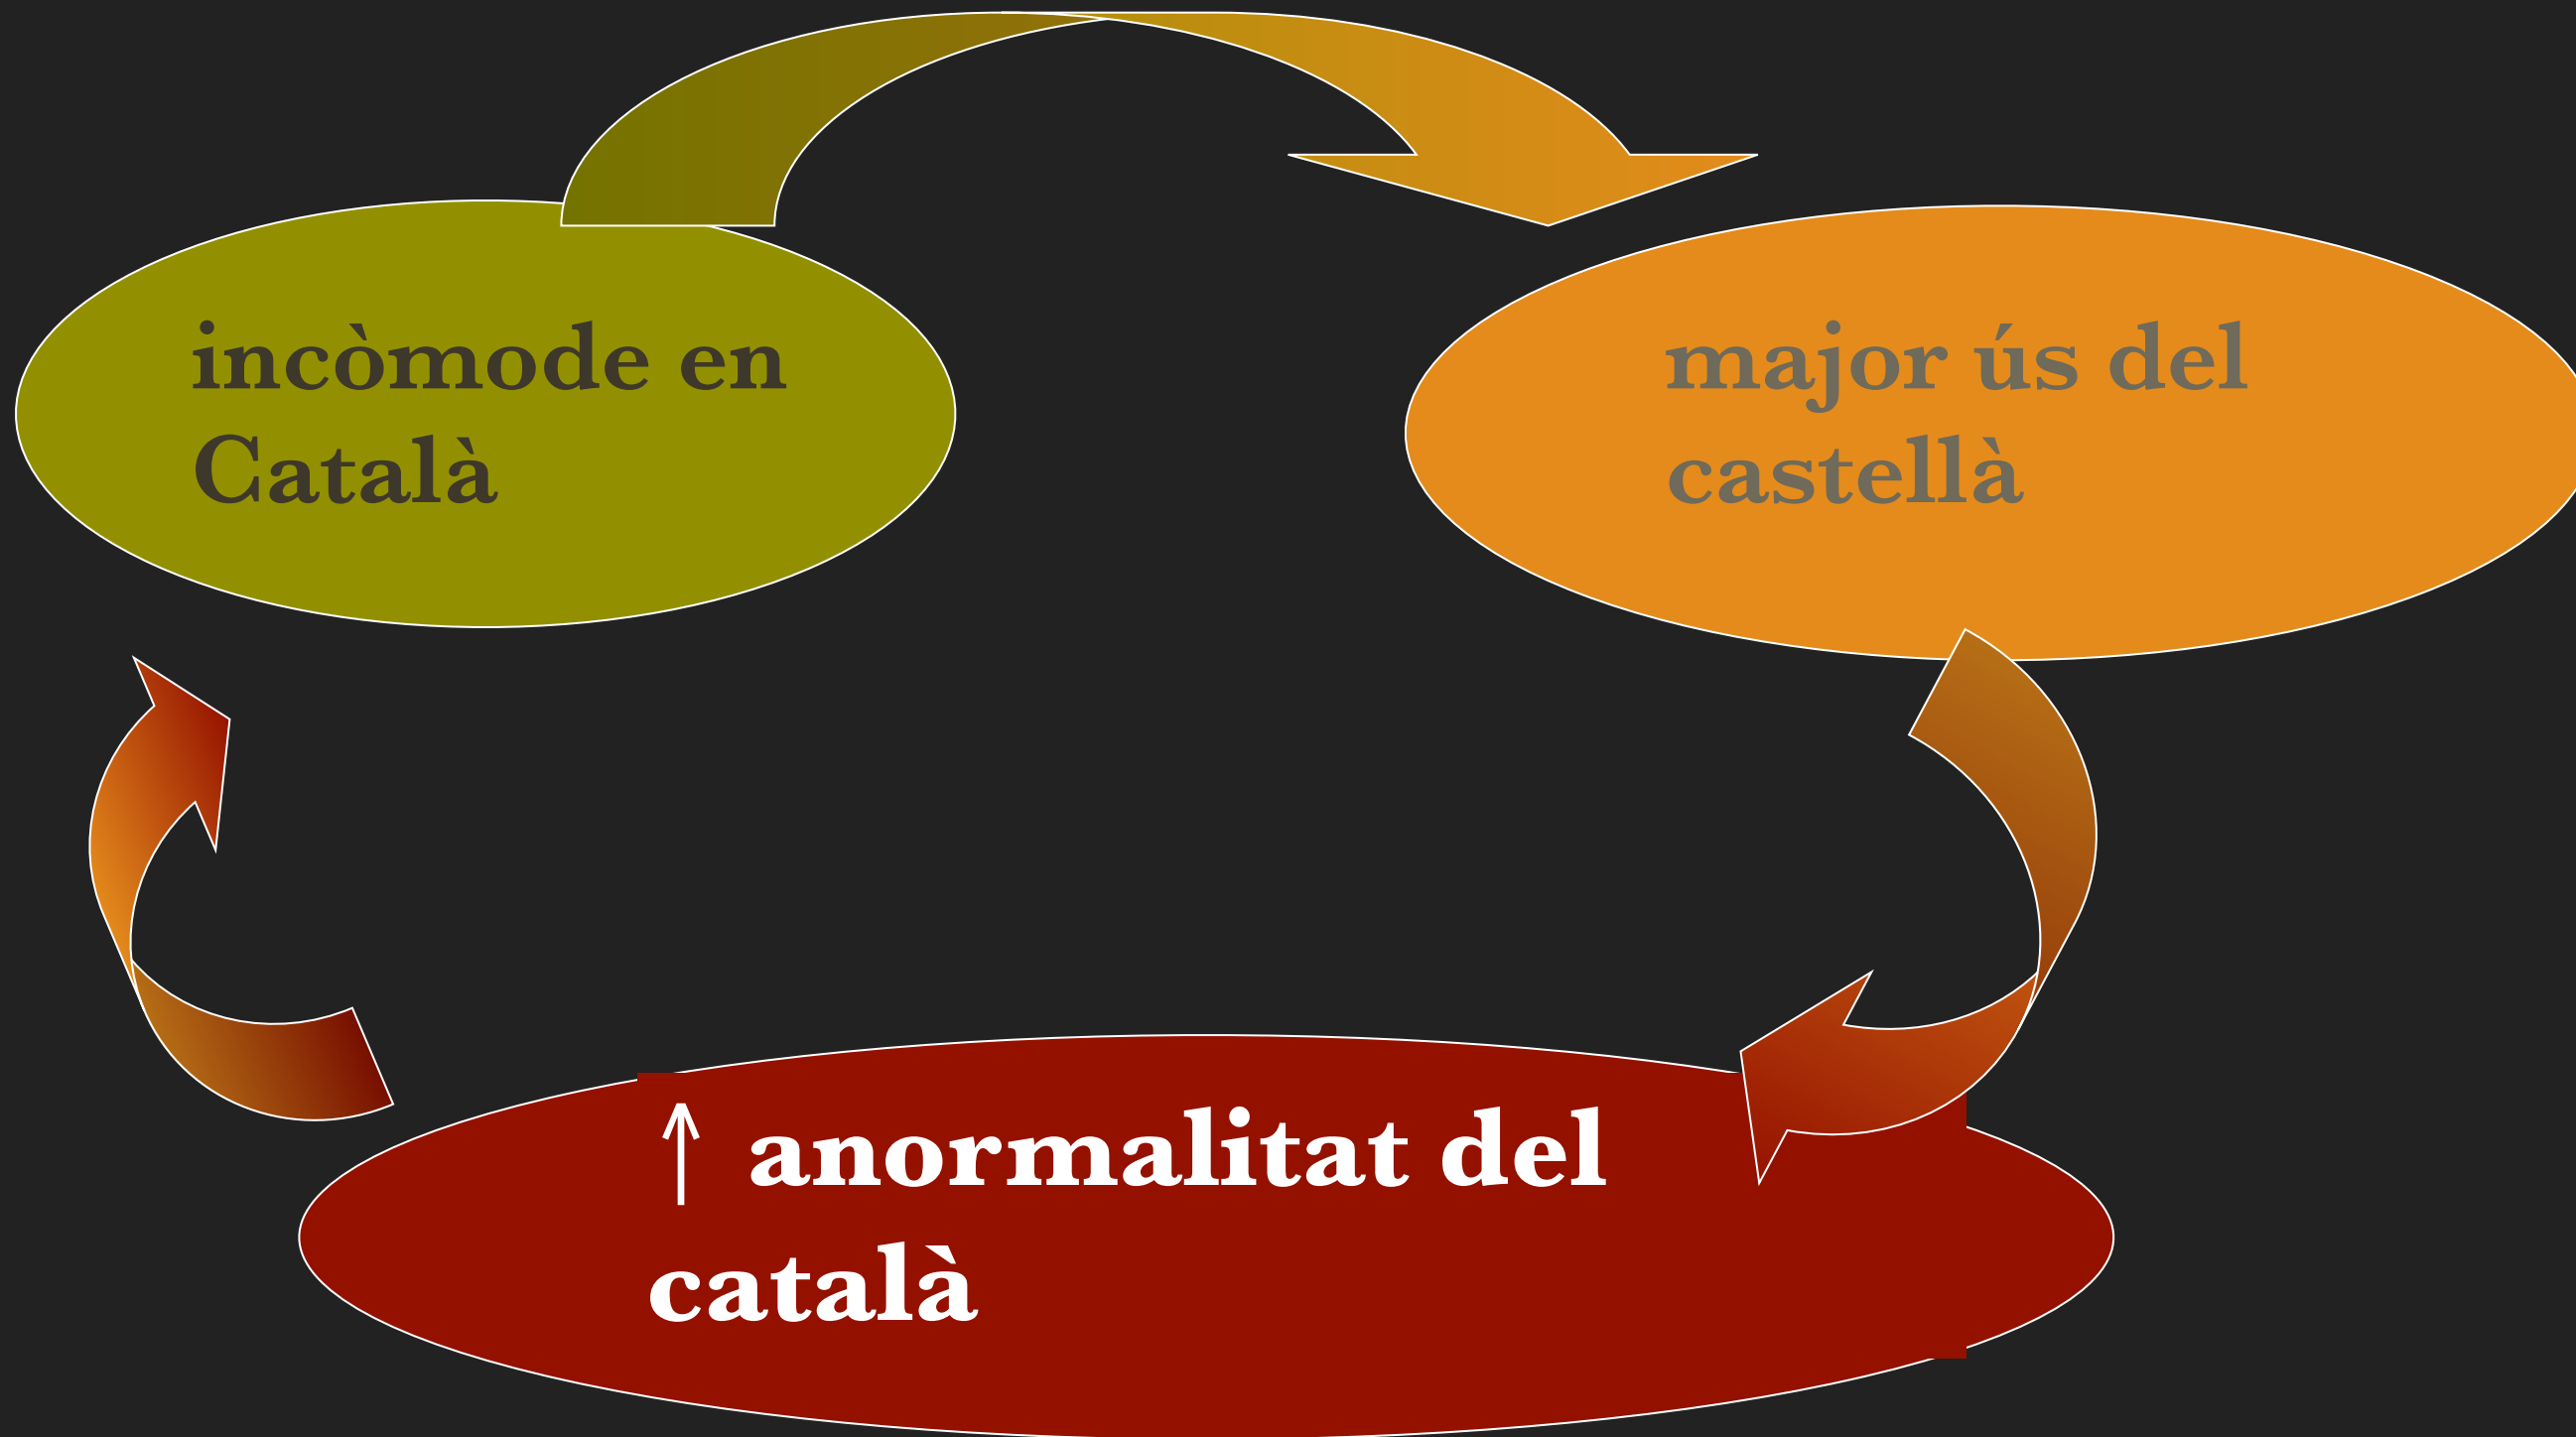 incòmode en
Català
major ús del
castellà
↑ anormalitat del
català